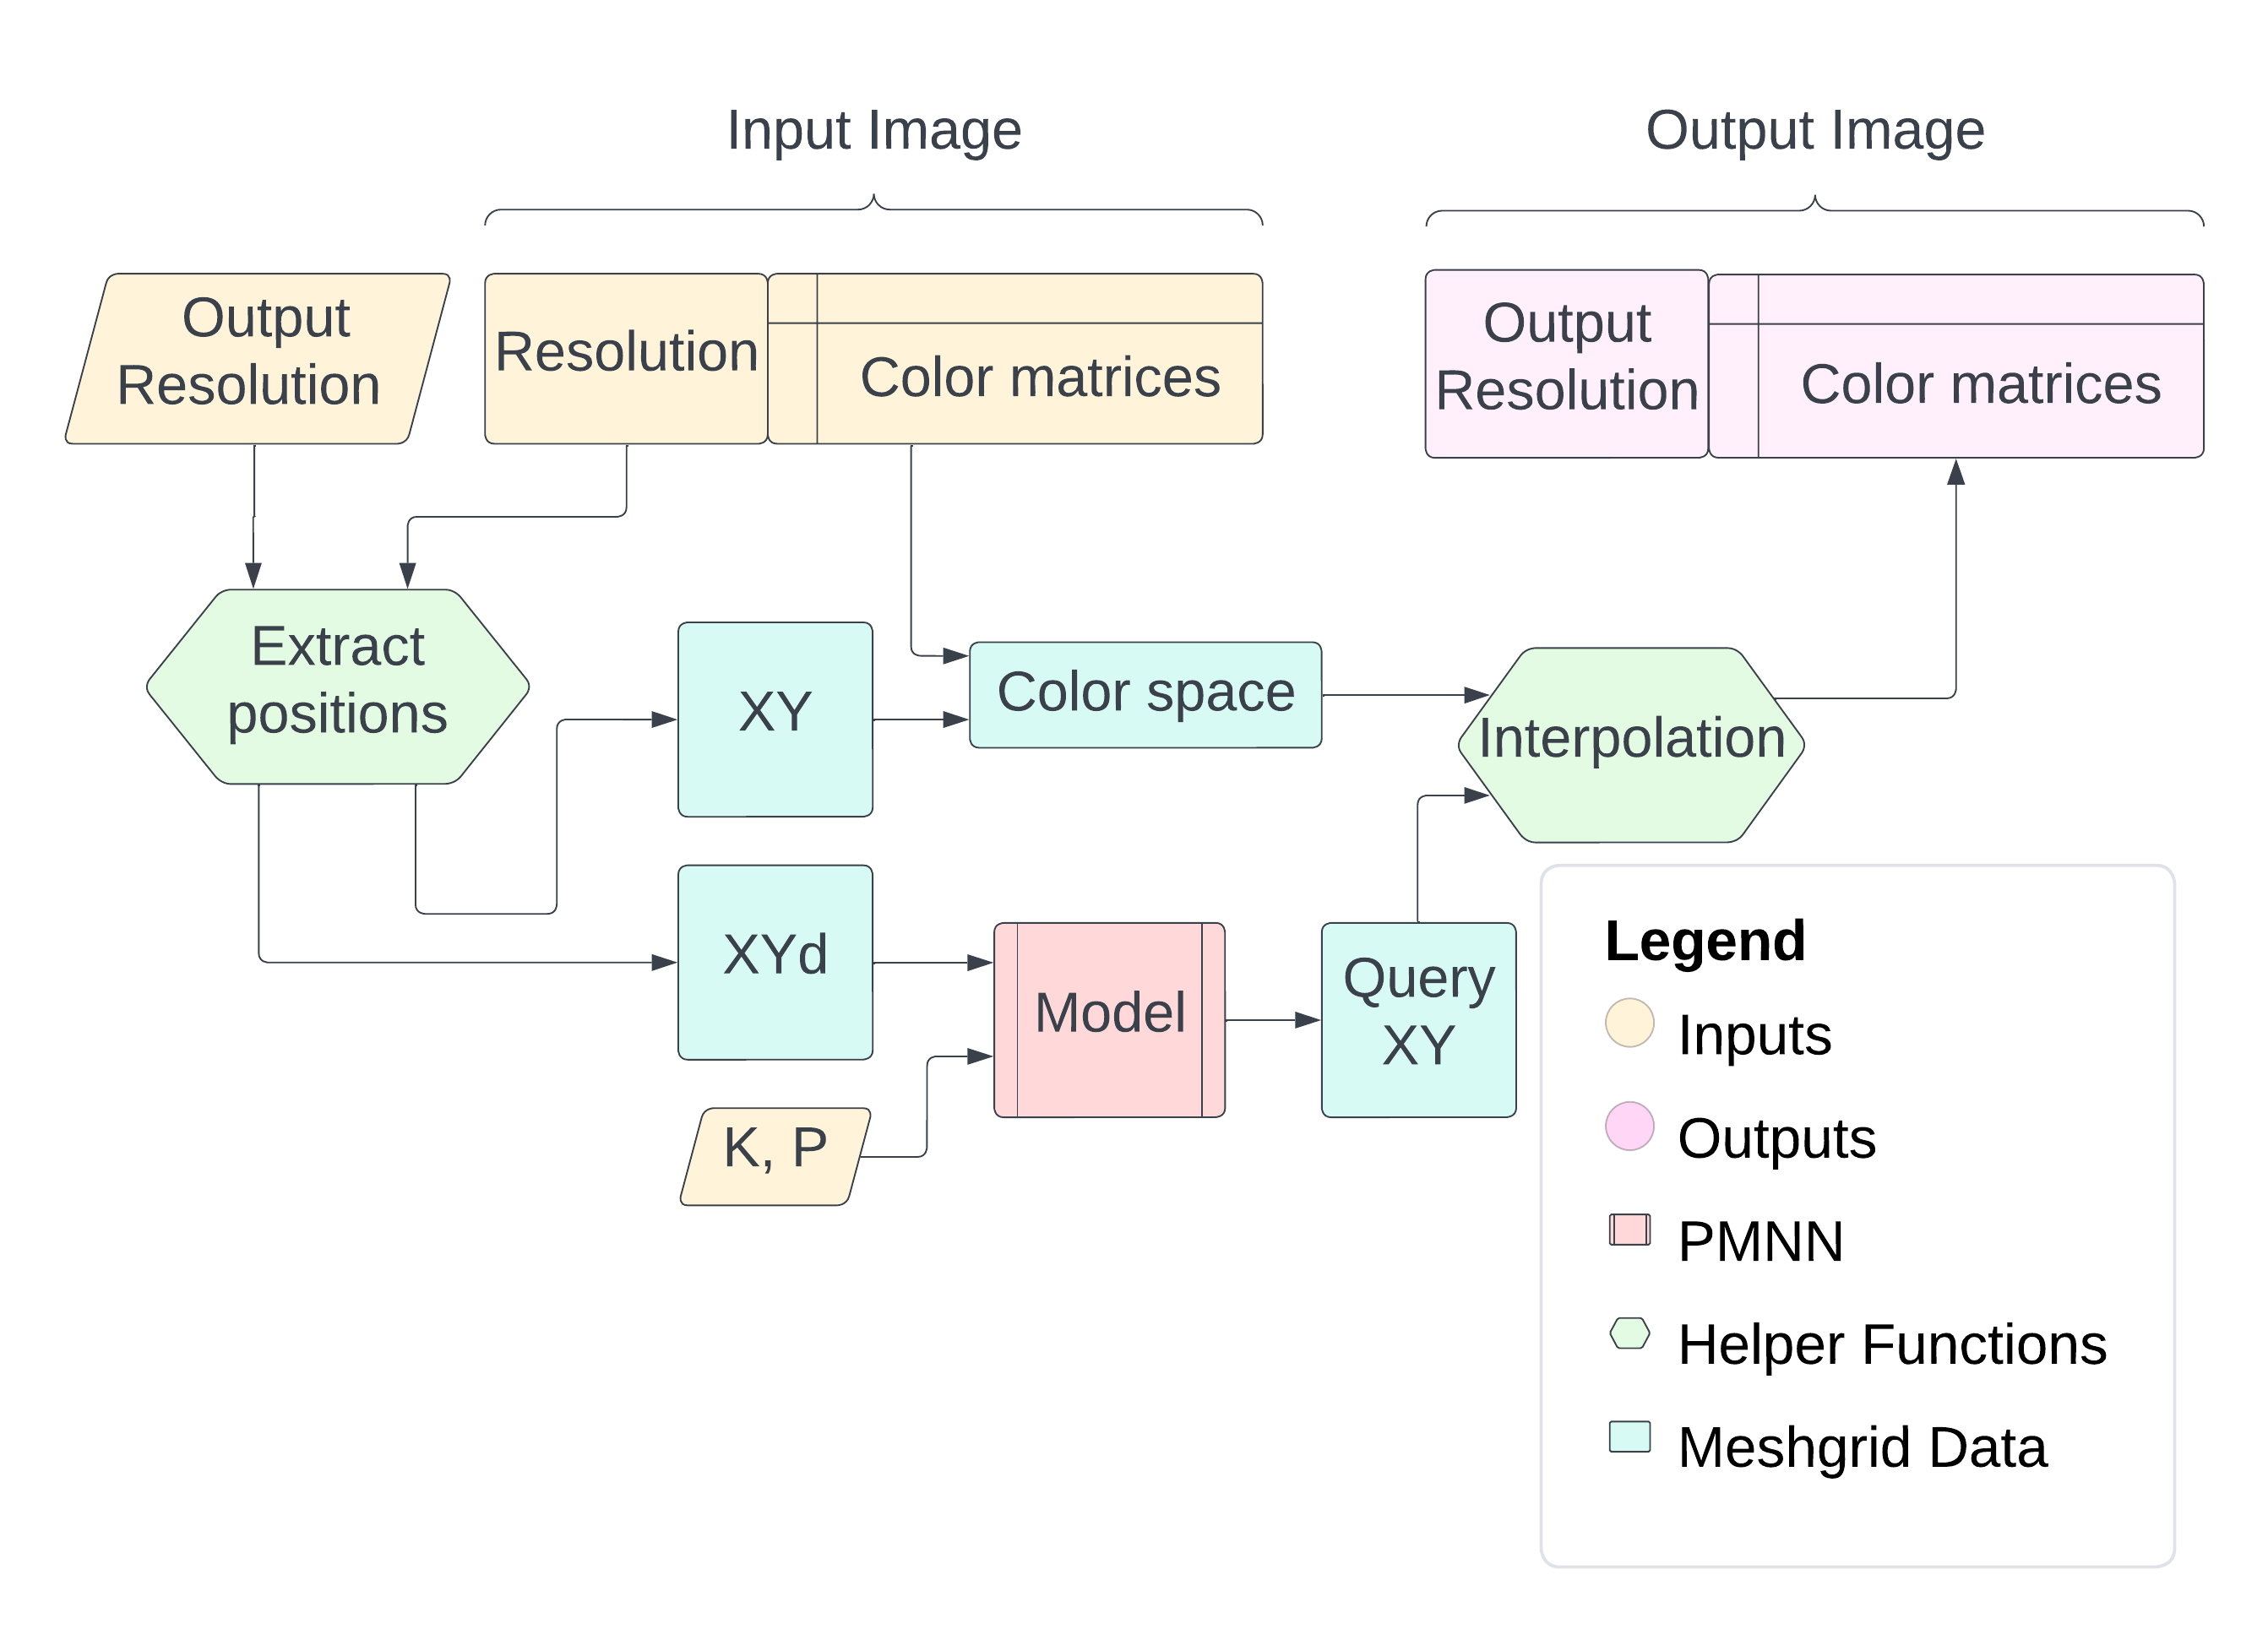 Input Image
Output Image
Output
Resolution
Resolution
Color matrices
Output
Resolution
Color matrices
Extract
positions
XY
Color space
Interpolation
XYd
Model
Query
XY
K, P
Legend
Inputs
Outputs
PMNN
Helper Functions
Meshgrid Data